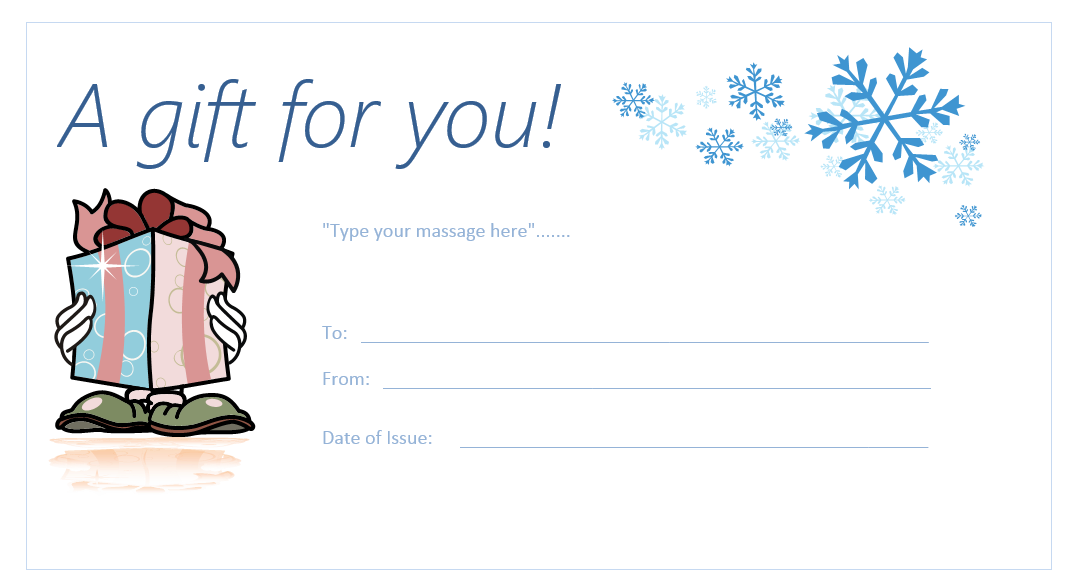 A gift for you!
"Type your massage here".......
To:
From:
Date of Issue: